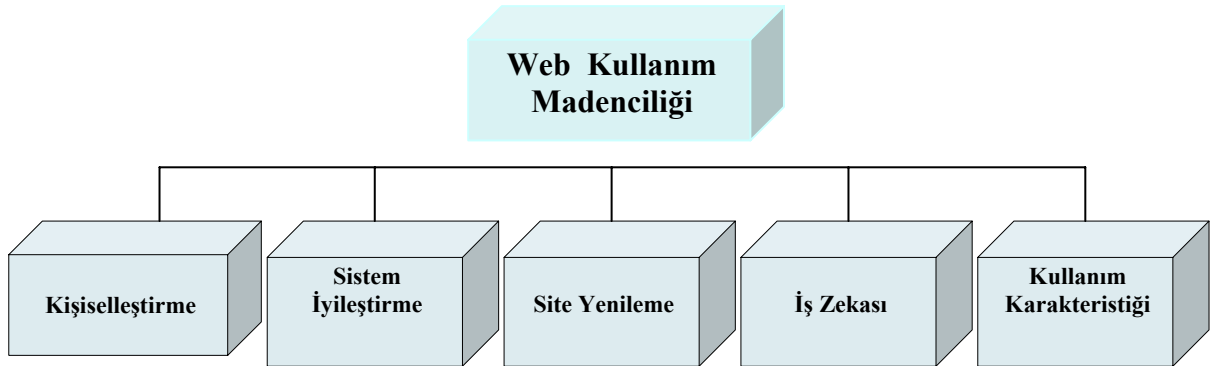 Web Kullanım
Madenciliği
Kişiselleştirme
Sistem
İyileştirme
Site Yenileme
İş Zekası
Kullanım
Karakteristiği